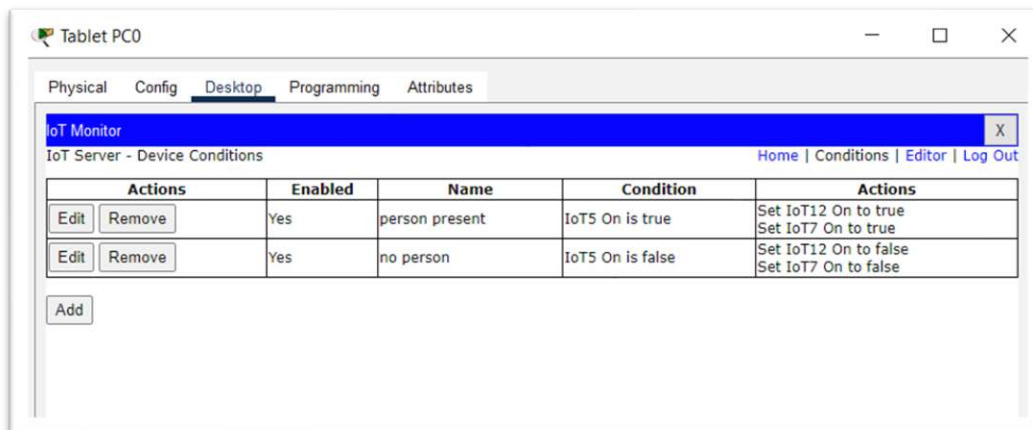 Tablet PC0
Physical Config Desktop Programming Attributes
IoT Monitor X
IoT Server - Device Conditions Home | Conditions | Editor | Log Out
Actions Enabled Name Condition Actions
Edit Remove Yes person present IoT5 On is true Set IoT12 On to true
Set IoT7 On to true
Edit Remove Yes no person IoT5 On is false Set IoT12 On to false
Set IoT7 On to false
Add